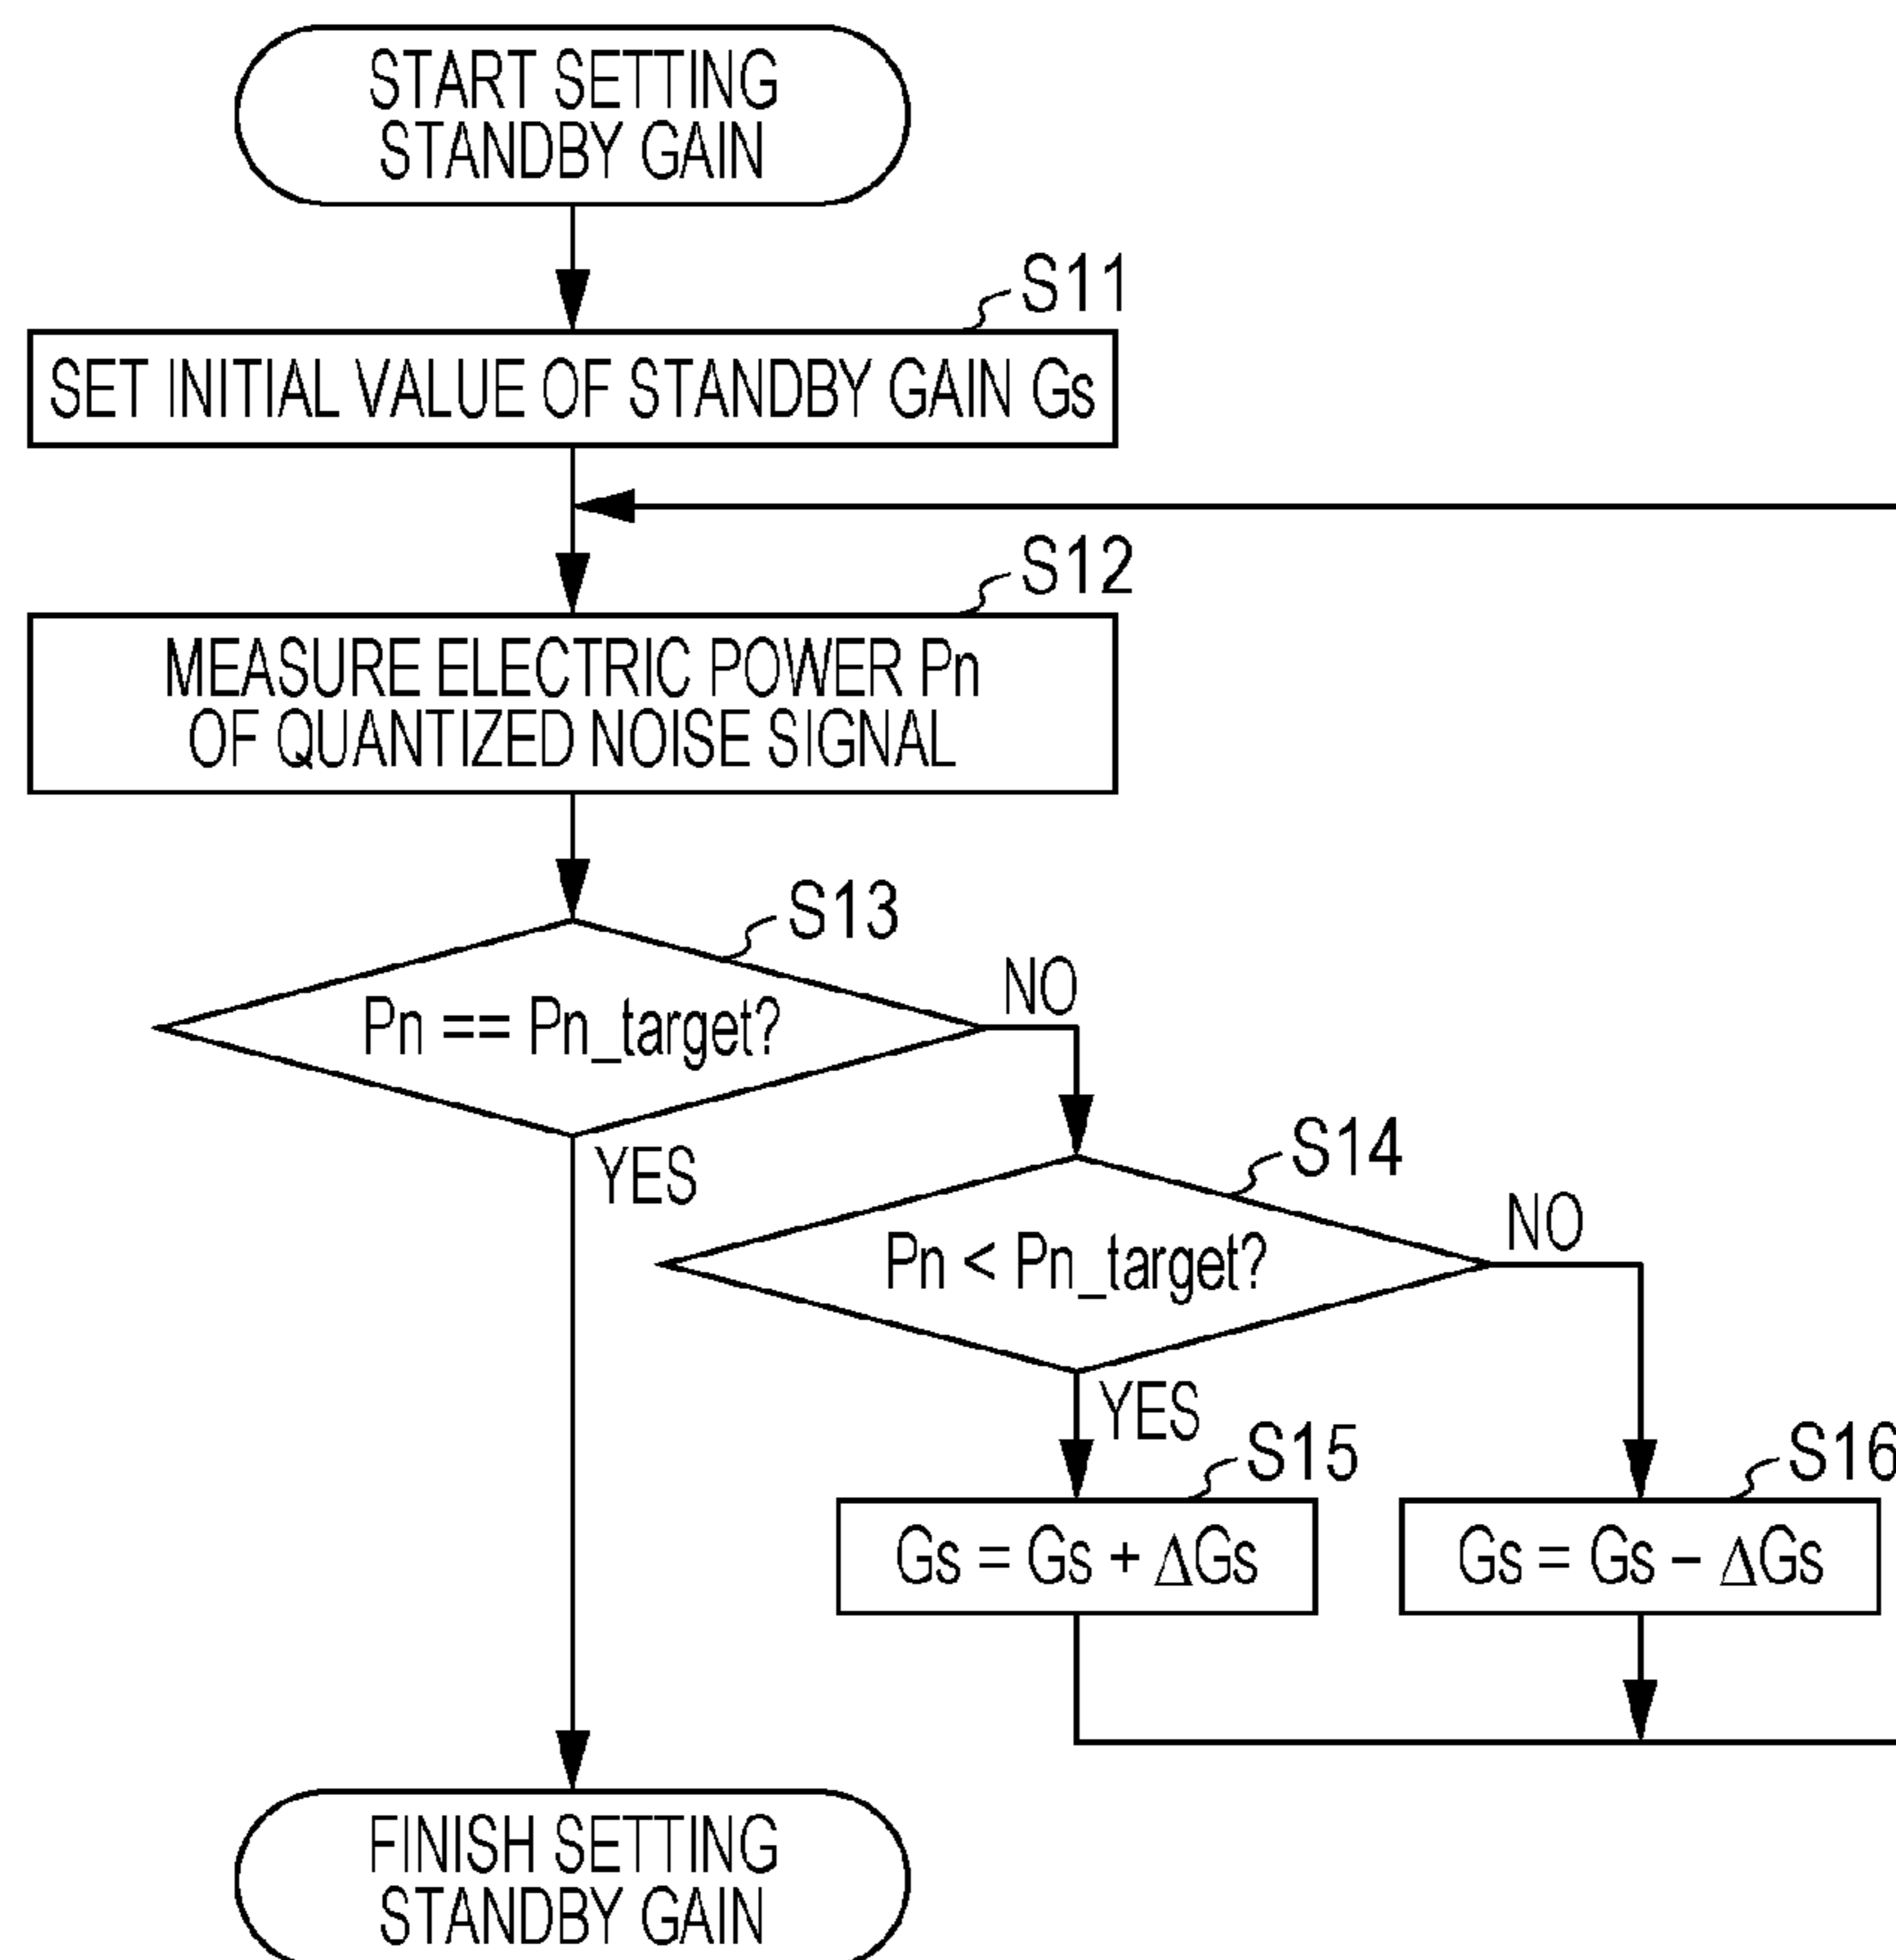 START SETTING
STANDBY GAIN
S11
SET INITIAL VALUE OF STANDBY GAIN Gs
S12
MEASURE ELECTRIC POWER Pn
OF QUANTIZED NOISE SIGNAL
S13
Pn == Pn_target?
NO
YES
S14
Pn < Pn_target?
NO
YES
S15
Gs = Gs + ΔGs
S16
Gs = Gs − ΔGs
FINISH SETTING
STANDBY GAIN